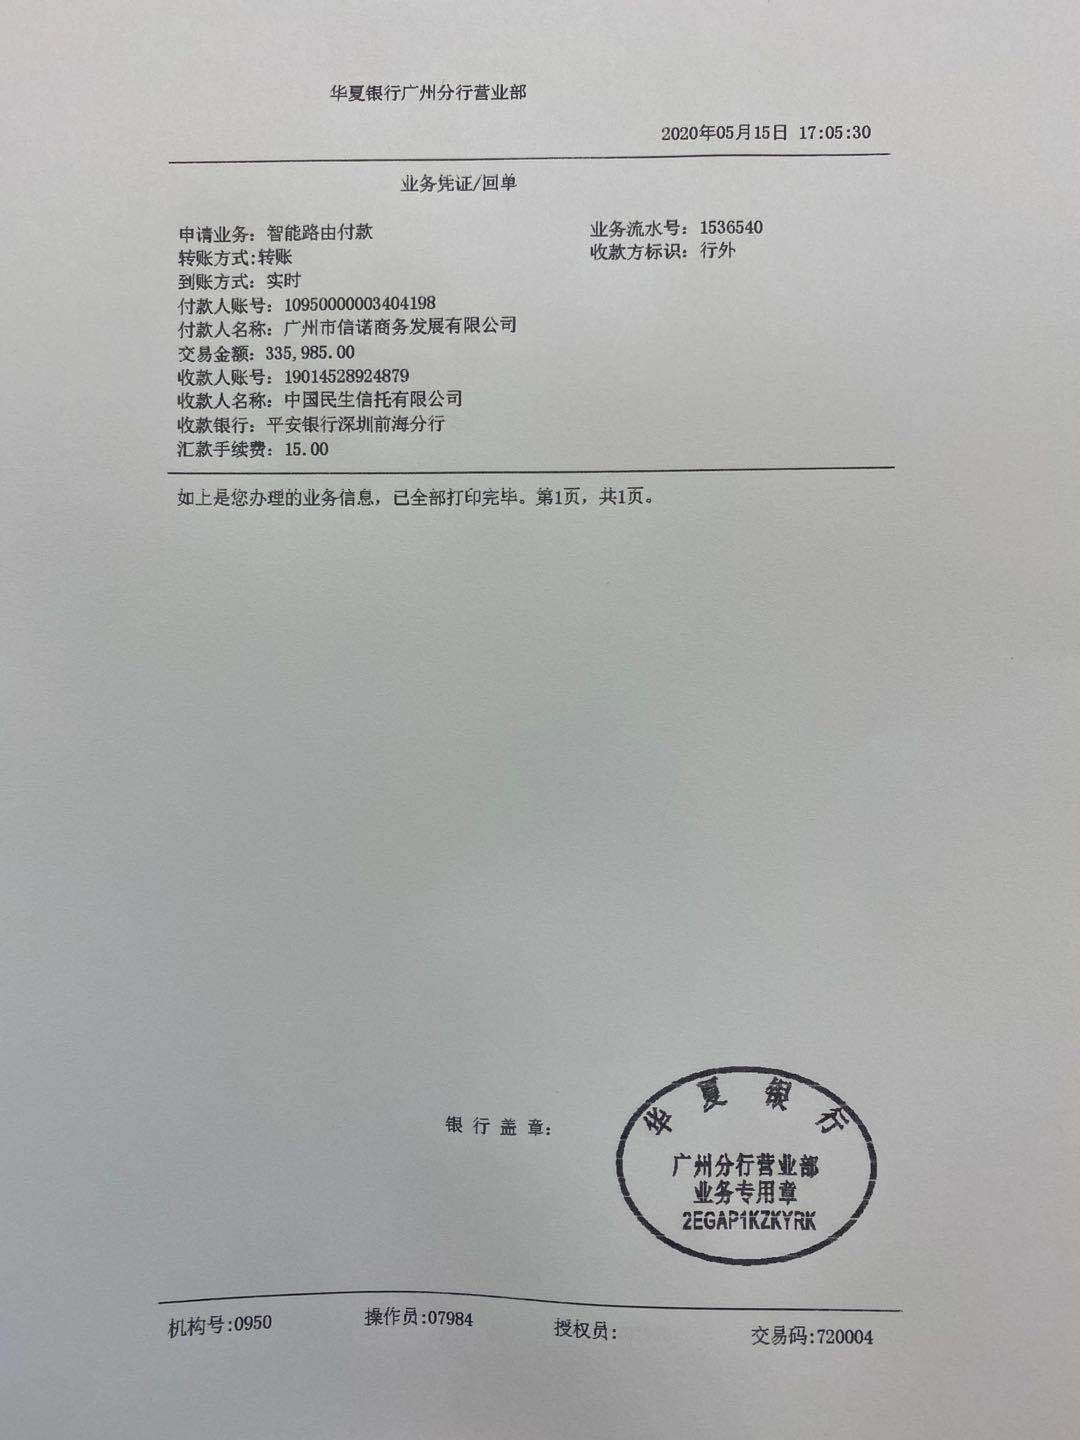 华夏银行广州分行营业部
2020年05月15日 17:05:30
业务凭证/回单
申请业务：智能路由付款
业务流水号：1536540
转账方式:转账
收款方标识：行外
到账方式：实时
付款人账号：10950000003404198
付款人名称：广州市信诺商务发展有限公司
交易金额：335,985.00
收款人账号：19014528924879
收款人名称：中国民生信托有限公司
收款银行：平安银行深圳前海分行
汇款手续费：15.00
如上是您办理的业务信息，已全部打印完毕。第1页，共1页。
银行盖章：
华夏银行
广州分行营业部
业务专用章
2EGAP1KZKYRK
机构号:0950 操作员:07984 授权员: 交易码:720004